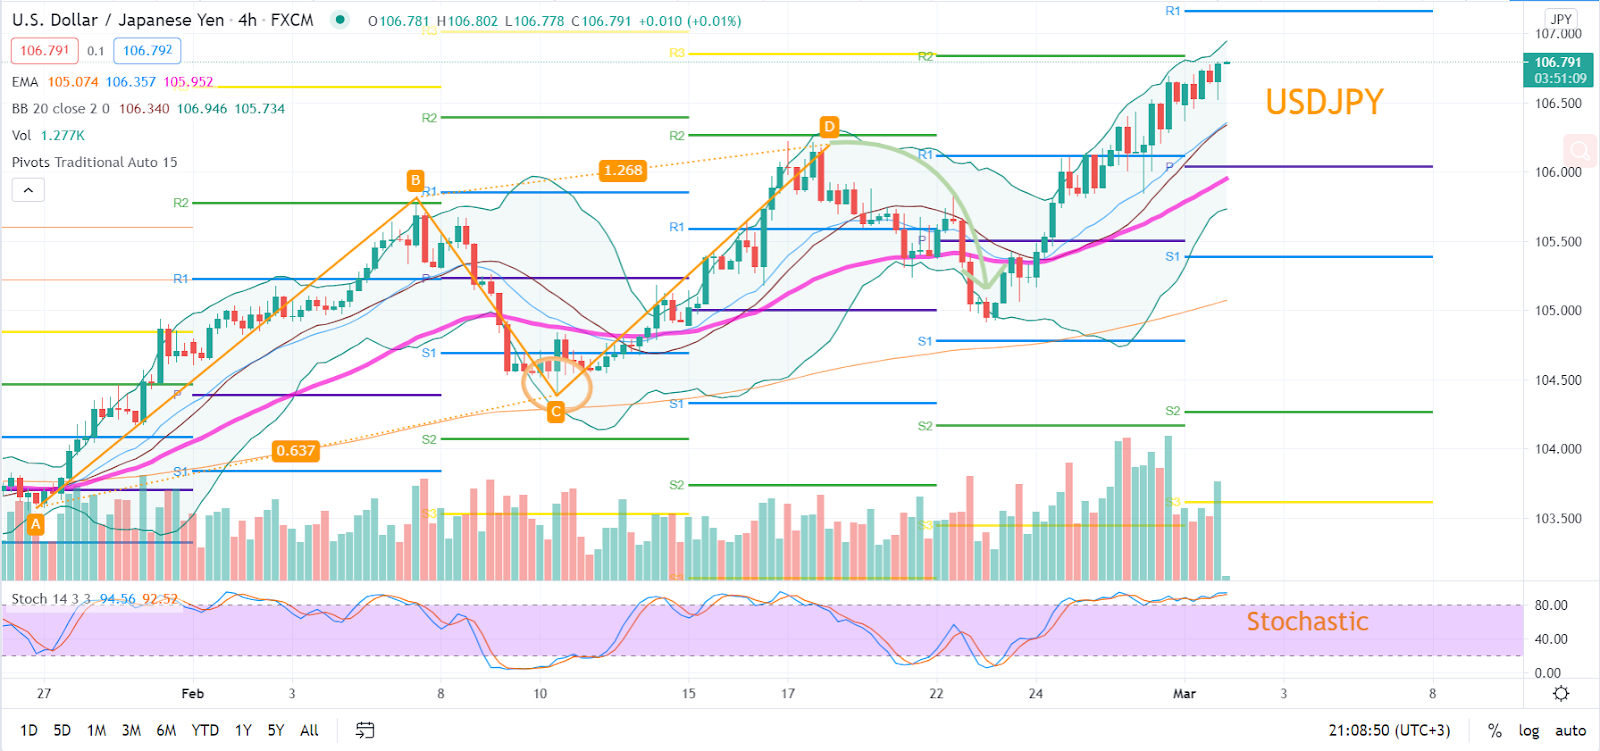 U.S. Dollar / Japanese Yen · 4h · FXCM O106.781 H106.802 L106.778 C106.791 +0.010 (+0.01%)
106.791 0.1 106.792
EMA 105.074 106.357 105.952
BB 20 close 2 0 106.340 106.946 105.734
Vol 1.277K
Pivots Traditional Auto 15
JPY
107.000
106.791
03:51:09
106.500
106.000
105.500
105.000
104.500
104.000
103.500
USDJPY
R3
R3
R1
R2
R2
R2
R2
R1
R1
R1
R1
P
P
P
P
S1
S1
S1
S1
S1
S2
S2
S2
S2
S3
S3
S3
A
B
C
D
1.268
0.637
Stoch 14 3 3 94.56 92.52
Stochastic
80.00
40.00
0.00
27 Feb 3 8 10 15 17 22 24 Mar 3 8
1D 5D 1M 3M 6M YTD 1Y 5Y All
21:08:50 (UTC+3) % log auto